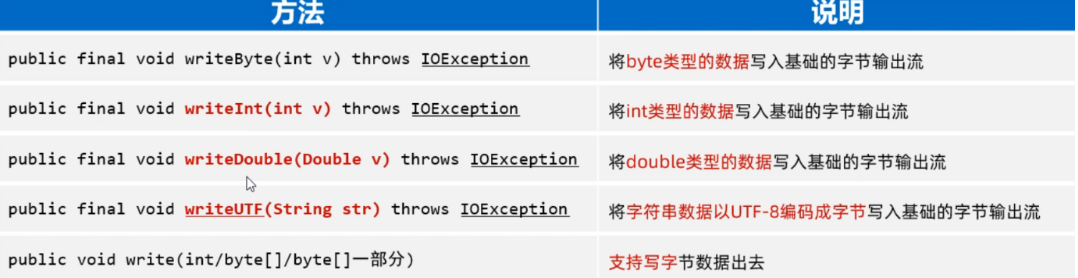 方法 说明
public final void writeByte(int v) throws IOException 将byte类型的数据写入基础的字节输出流
public final void writeInt(int v) throws IOException 将int类型的数据写入基础的字节输出流
public final void writeDouble(Double v) throws IOException 将double类型的数据写入基础的字节输出流
public final void writeUTF(String str) throws IOException 将字符串数据以UTF-8编码成字节写入基础的字节输出流
public void write(int/byte[]/byte[]一部分) 支持写字节数据出去